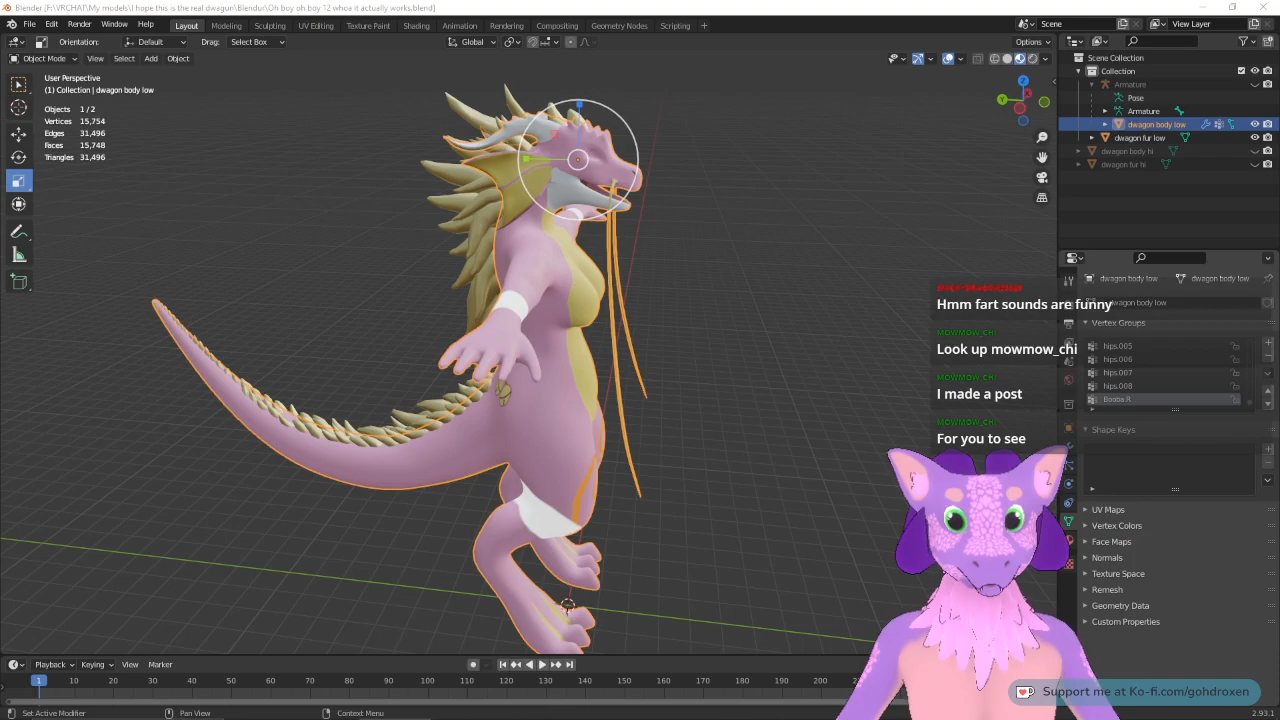 Blender [F:\VRCHAT\My models\I hope this is the real dwagun\Blendur\Oh boy oh boy 12 whoa it actually works.blend]
File Edit Render Window Help Layout Modeling Sculpting UV Editing Texture Paint Shading Animation Rendering Compositing Geometry Nodes Scripting + Scene View Layer
Orientation: Default Drag: Select Box Global Options
Object Mode View Select Add Object
User Perspective
(1) Collection | dwagon body low
Objects 1 / 2
Vertices 15,754
Edges 31,496
Faces 15,748
Triangles 31,496
Scene Collection
Collection
Armature
Pose
Armature
dwagon body low
dwagon fur low
dwagon body hi
dwagon fur hi
dwagon body low dwagon body low
dwagon body low
Vertex Groups
hips.005
hips.006
hips.007
hips.008
Booba.R
Shape Keys
UV Maps
Vertex Colors
Face Maps
Normals
Texture Space
Remesh
Geometry Data
Custom Properties
Hmm fart sounds are funny
MOWMOW_CHI
Look up mowmow_chi
MOWMOW_CHI
I made a post
MOWMOW_CHI
For you to see
Support me at Ko-fi.com/gohdroxen
Playback Keying View Marker
1 10 20 30 40 50 60 70 80 90 100 110 120 130 140 150 160 170 180 190 200
Set Active Modifier Pan View Context Menu 2.93.1